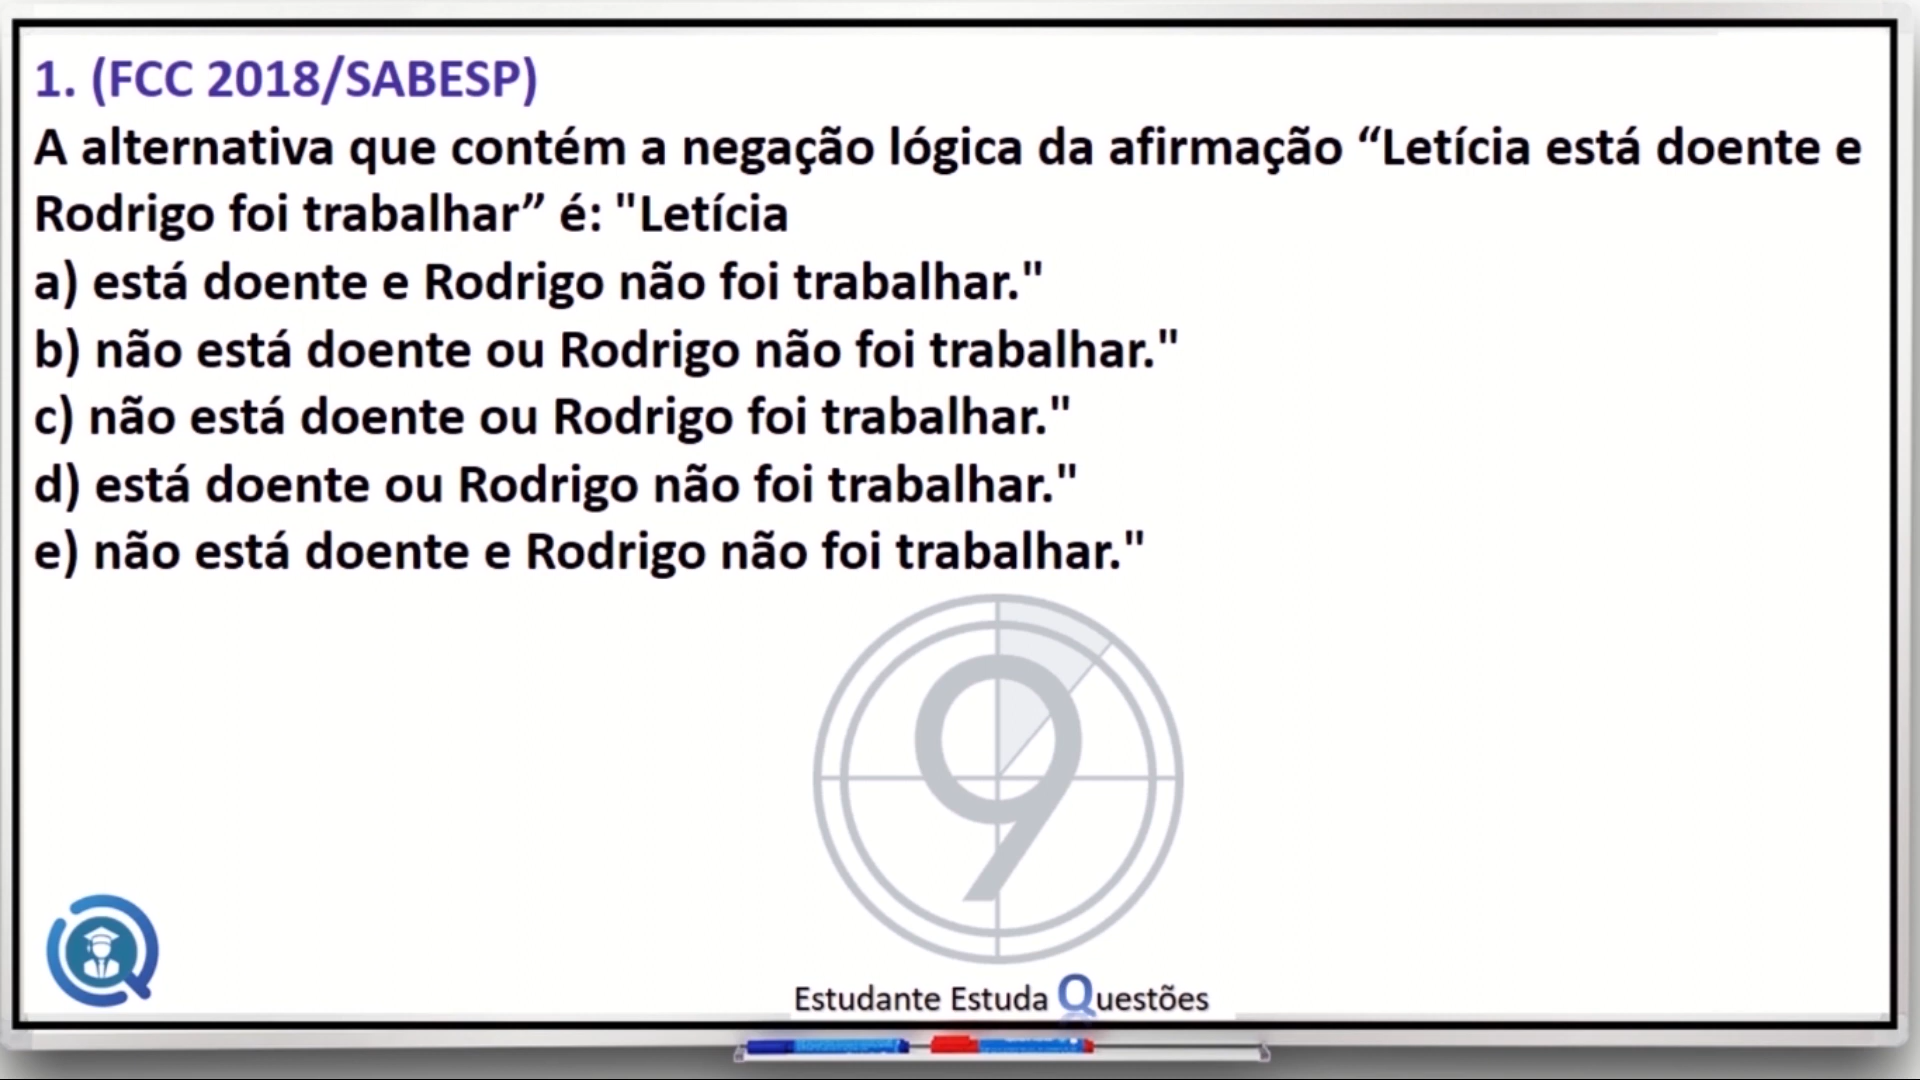 1. (FCC 2018/SABESP)
A alternativa que contém a negação lógica da afirmação “Letícia está doente e
Rodrigo foi trabalhar” é: "Letícia
a) está doente e Rodrigo não foi trabalhar."
b) não está doente ou Rodrigo não foi trabalhar."
c) não está doente ou Rodrigo foi trabalhar."
d) está doente ou Rodrigo não foi trabalhar."
e) não está doente e Rodrigo não foi trabalhar."
9
Estudante Estuda Questões